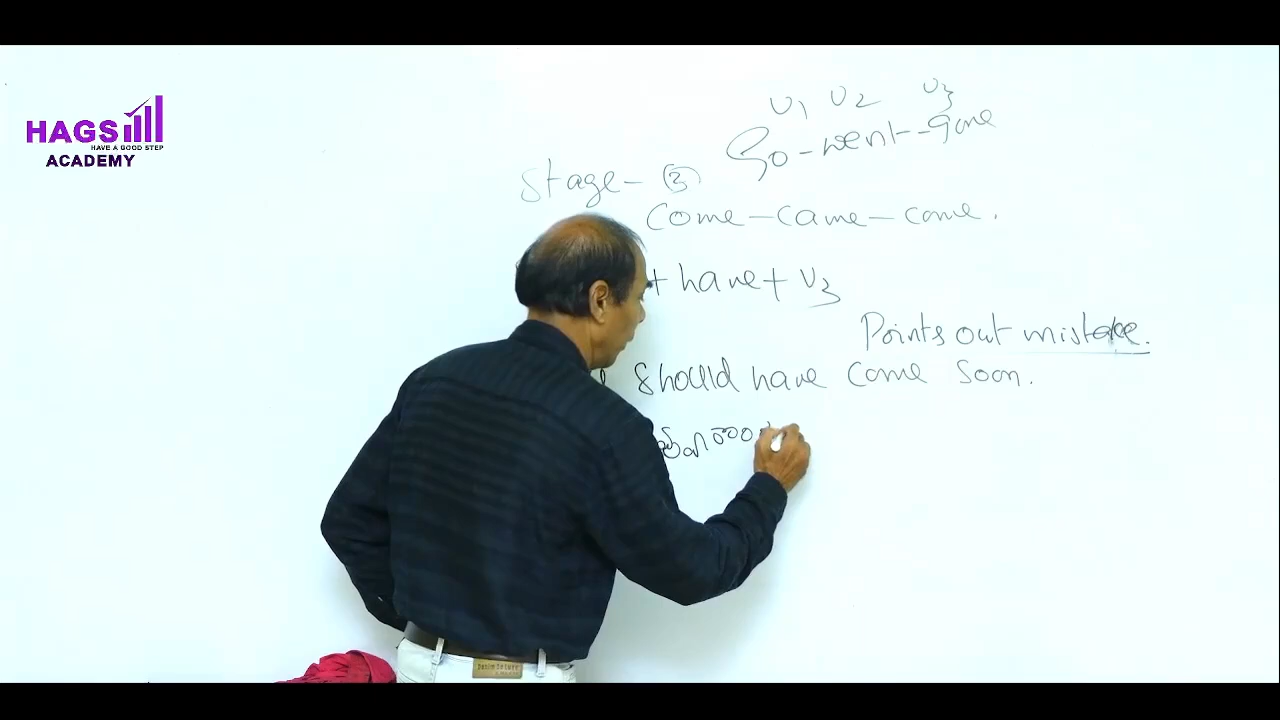 HAGS
HAVE A GOOD STEP
ACADEMY
V1 V2 V3
Go - went - gone
Stage - (3)
Come - came - come.
+ have + V3
Points out mistake.
should have come soon.